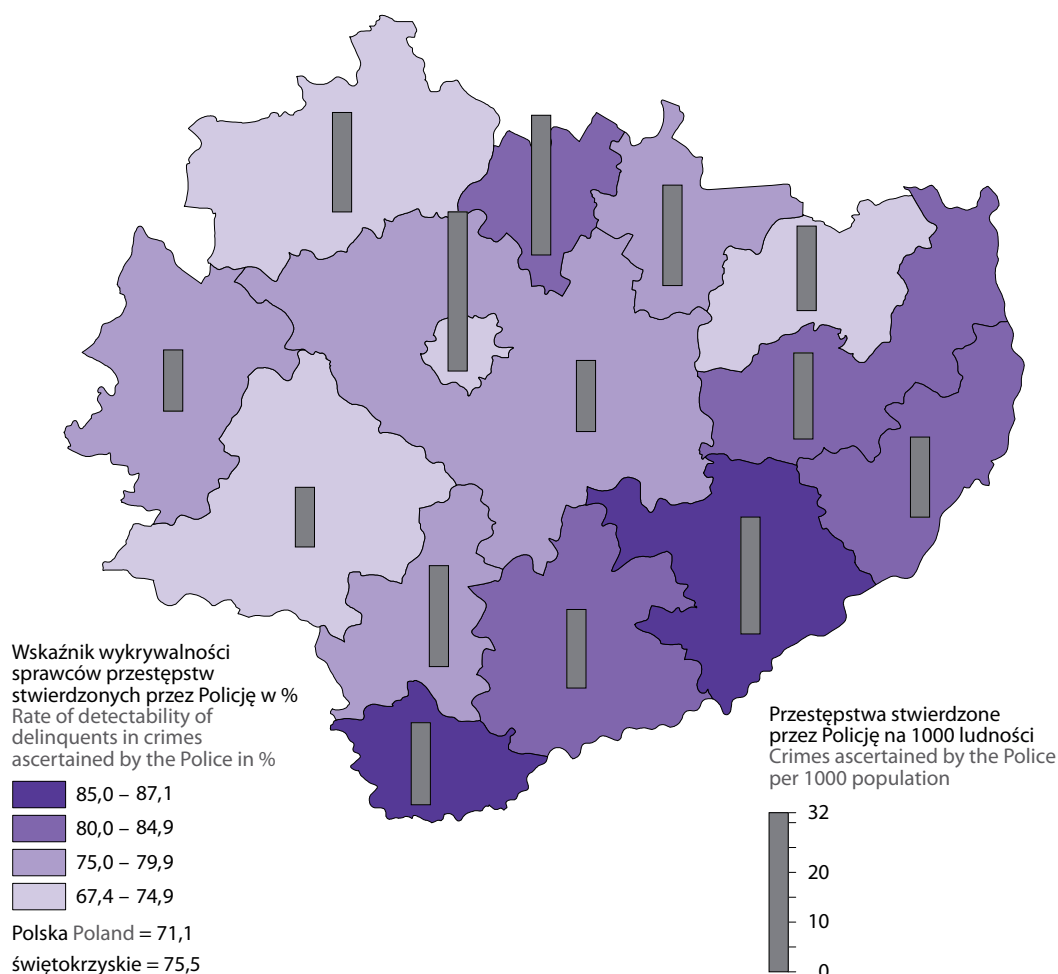 Wskaźnik wykrywalności
sprawców przestępstw
stwierdzonych przez Policję w %
Rate of detectability of
delinquents in crimes
ascertained by the Police in %
85,0 – 87,1
80,0 – 84,9
75,0 – 79,9
67,4 – 74,9
Polska Poland = 71,1
świętokrzyskie = 75,5
Przestępstwa stwierdzone
przez Policję na 1000 ludności
Crimes ascertained by the Police
per 1000 population
32
20
10
0